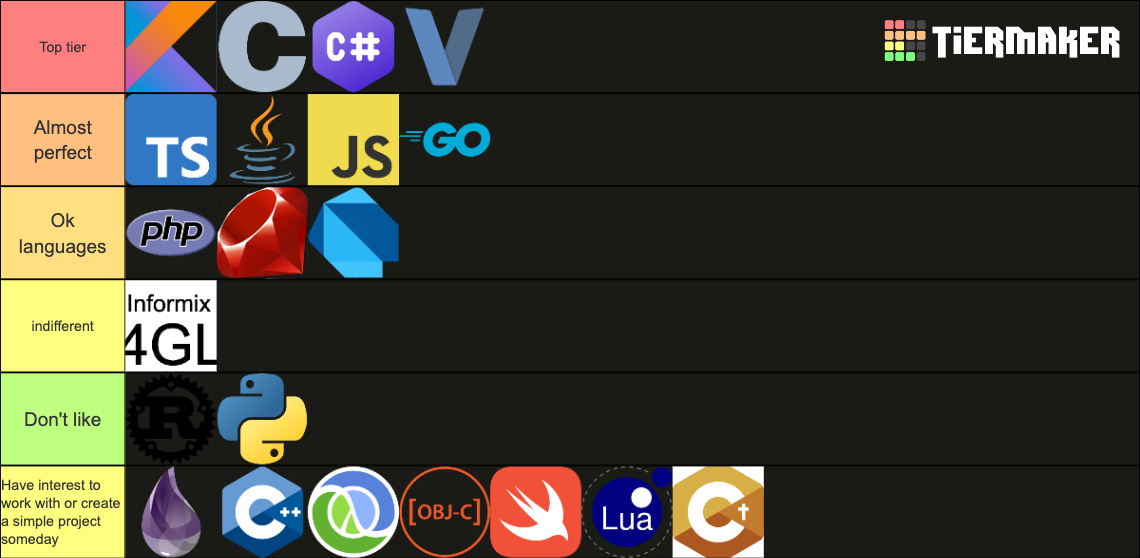 Top tier
C
C#
V
TiERMAKER
Almost
perfect
TS
JS
GO
Ok
languages
php
indifferent
Informix
4GL
Don't like
R
Have interest to
work with or create
a simple project
someday
C++
[OBJ-C]
Lua
C